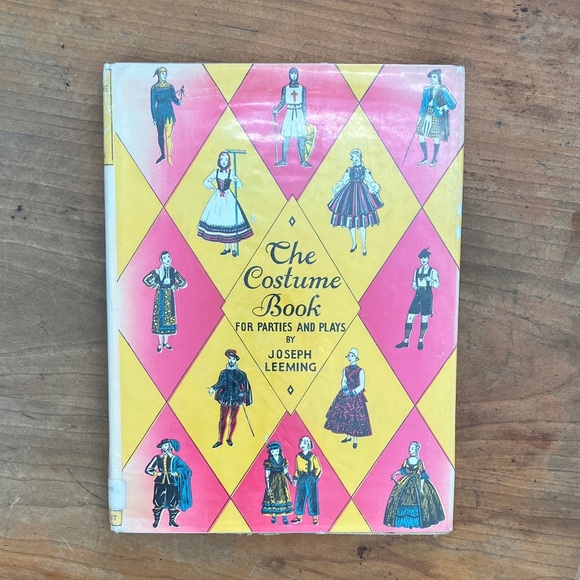 The
Costume
Book
FOR PARTIES AND PLAYS
BY
JOSEPH
LEEMING